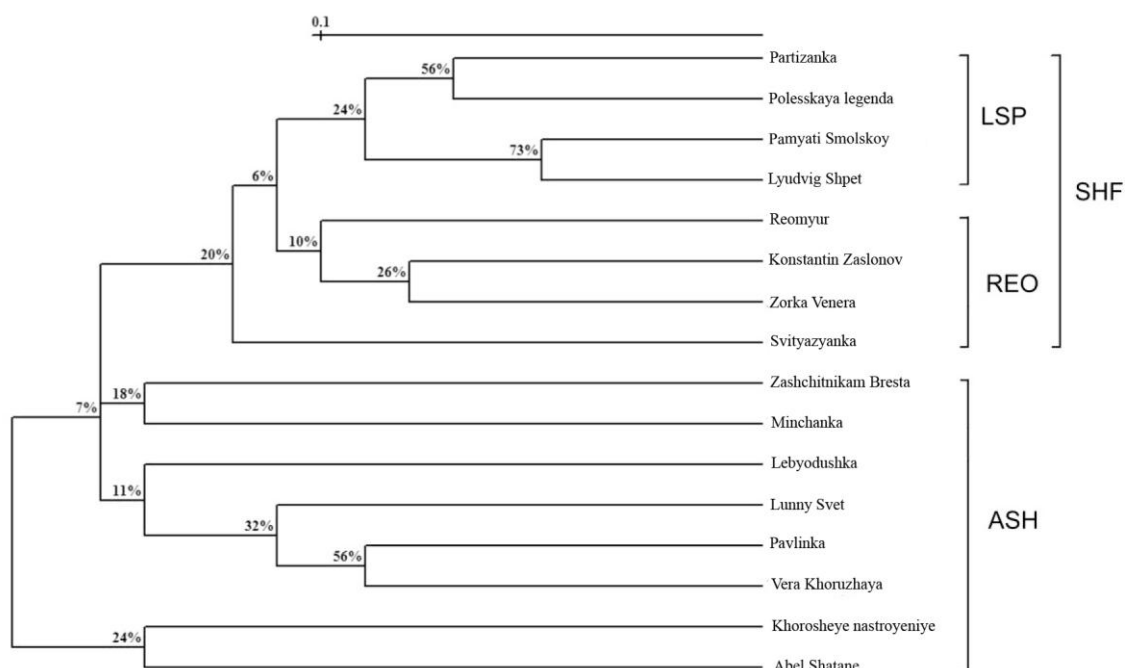 0.1
Partizanka
56%
Polesskaya legenda
24%
LSP
Pamyati Smolskoy
73%
Lyudvig Shpet
6%
SHF
Reomyur
10%
20%
Konstantin Zaslonov
26%
REO
Zorka Venera
Svityazyanka
Zashchitnikam Bresta
18%
7%
Minchanka
Lebyodushka
11%
Lunny Svet
32%
ASH
Pavlinka
56%
Vera Khoruzhaya
Khorosheye nastroyeniye
24%
Abel Shatane